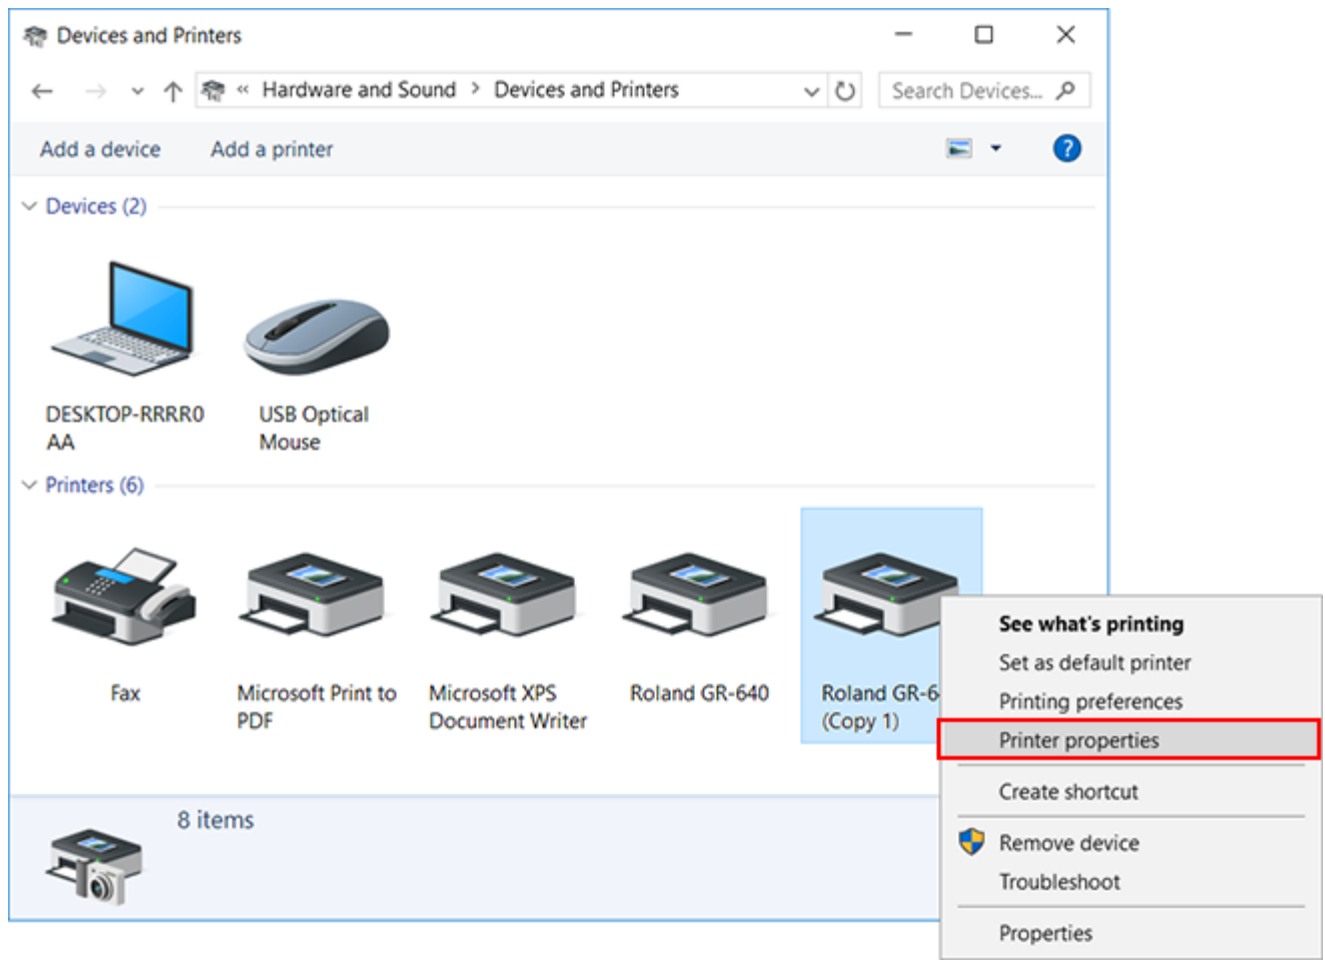 Devices and Printers
« Hardware and Sound > Devices and Printers
Search Devices...
Add a device
Add a printer
?
Devices (2)
DESKTOP-RRRR0
AA
USB Optical
Mouse
Printers (6)
Fax
Microsoft Print to
PDF
Microsoft XPS
Document Writer
Roland GR-640
Roland GR-6
(Copy 1)
See what's printing
Set as default printer
Printing preferences
Printer properties
Create shortcut
Remove device
Troubleshoot
Properties
8 items